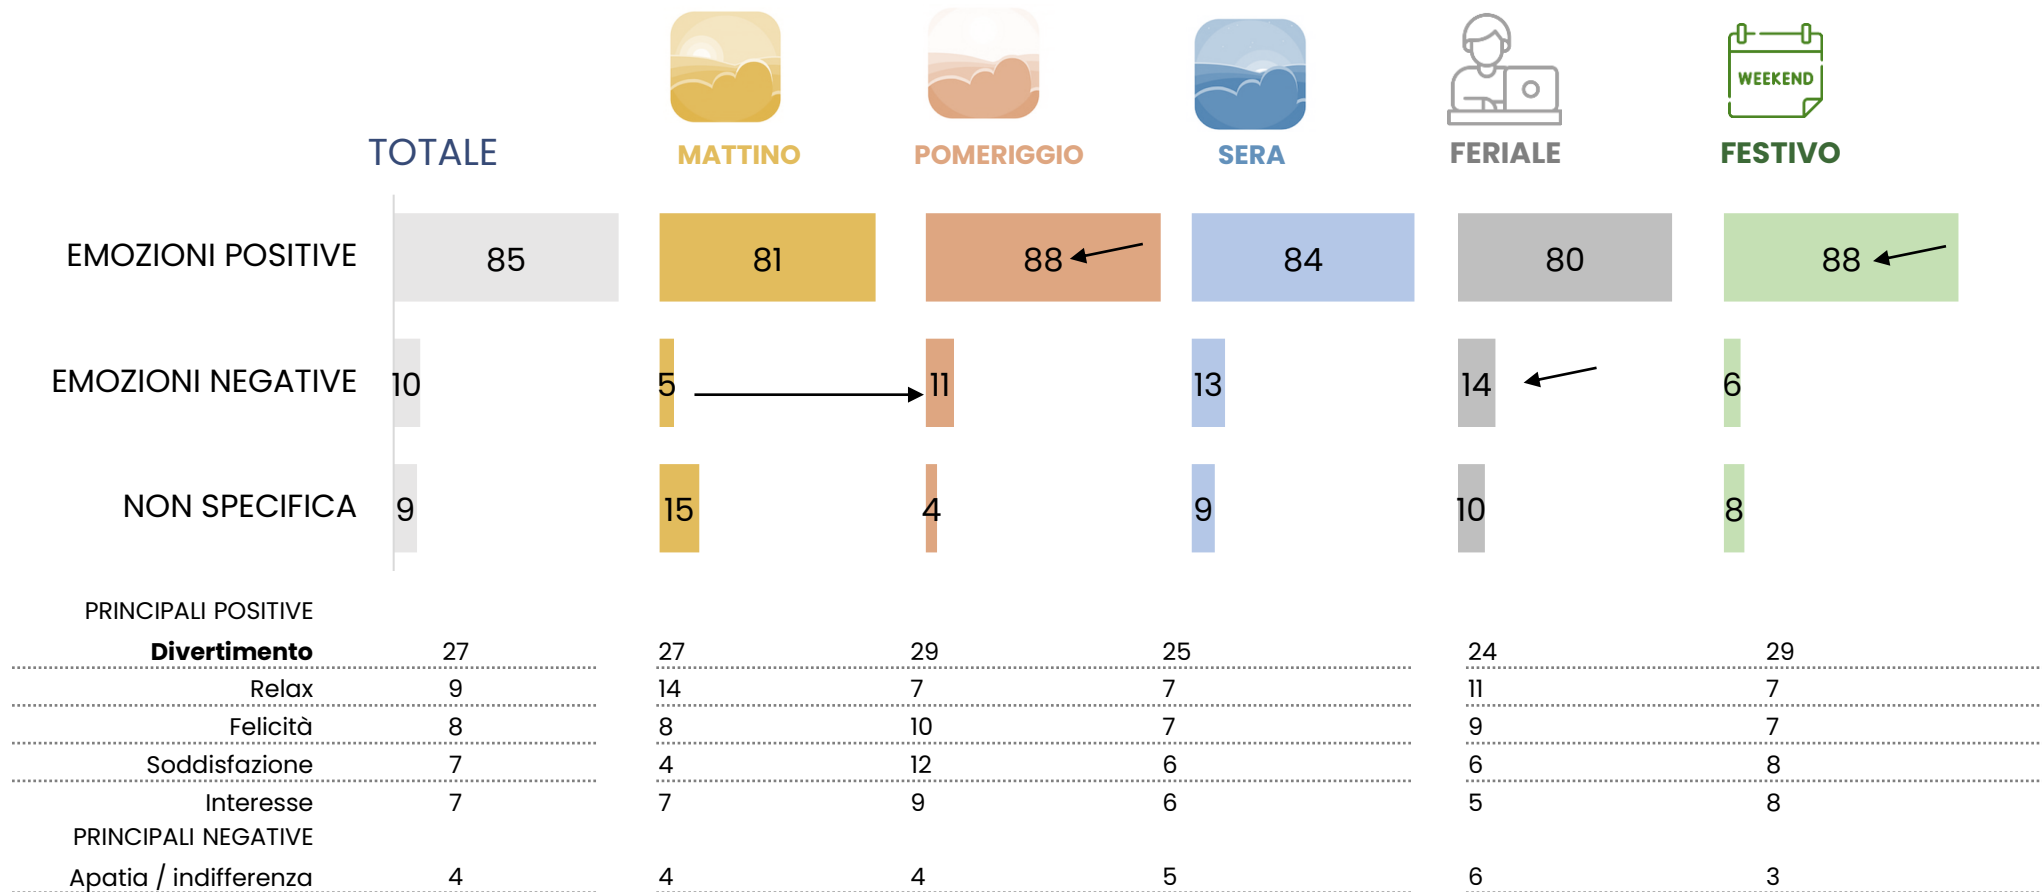 WEEKEND
TOTALE MATTINO POMERIGGIO SERA FERIALE FESTIVO
EMOZIONI POSITIVE 85 81 88 84 80 88
EMOZIONI NEGATIVE 10 5 11 13 14 6
NON SPECIFICA 9 15 4 9 10 8
PRINCIPALI POSITIVE
Divertimento 27 27 29 25 24 29
Relax 9 14 7 7 11 7
Felicità 8 8 10 7 9 7
Soddisfazione 7 4 12 6 6 8
Interesse 7 7 9 6 5 8
PRINCIPALI NEGATIVE
Apatia / indifferenza 4 4 4 5 6 3